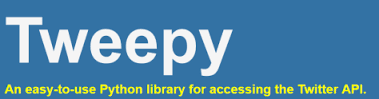 Tweepy
An easy-to-use Python library for accessing the Twitter API.